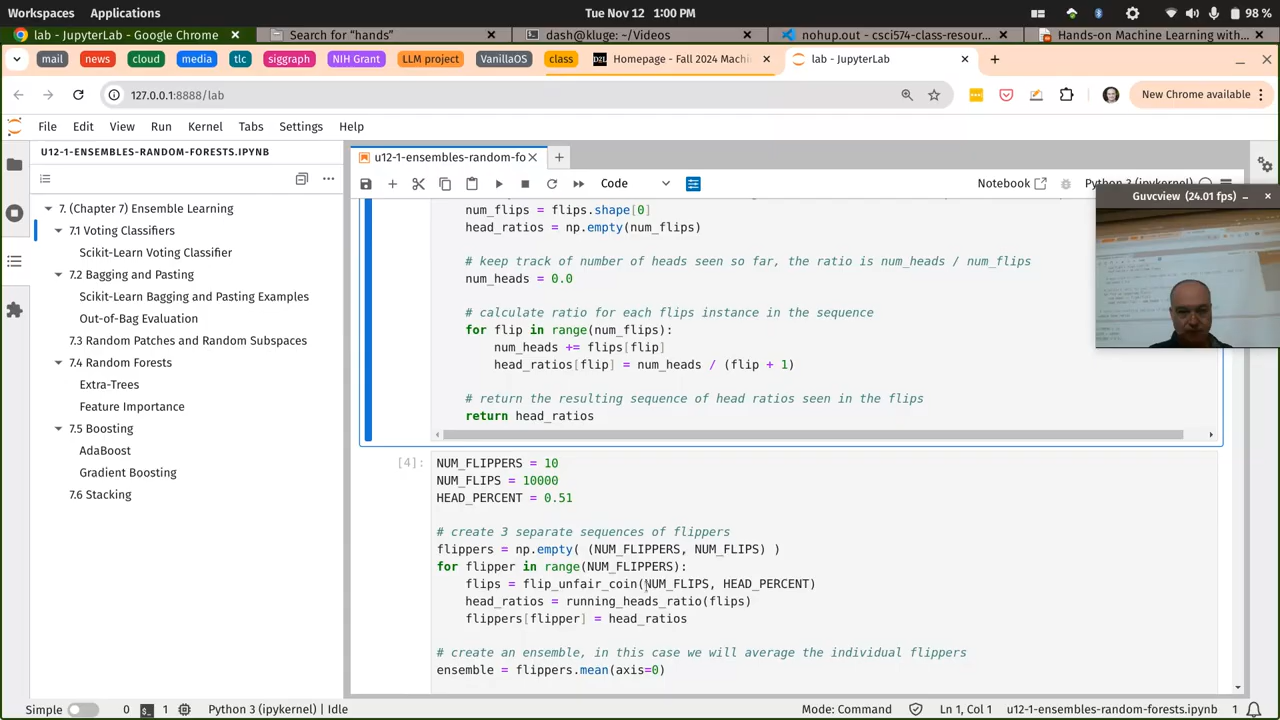 Workspaces Applications Tue Nov 12 1:00 PM 98 %
lab - JupyterLab - Google Chrome × Search for “hands” × dash@kluge: ~/Videos × nohup.out - csci574-class-resour... × Hands-on Machine Learning with... ×
mail news cloud media tlc siggraph NIH Grant LLM project VanillaOS class D2L Homepage - Fall 2024 Machi × lab - JupyterLab × +
127.0.0.1:8888/lab New Chrome available
File Edit View Run Kernel Tabs Settings Help
U12-1-ENSEMBLES-RANDOM-FORESTS.IPYNB
7. (Chapter 7) Ensemble Learning
7.1 Voting Classifiers
Scikit-Learn Voting Classifier
7.2 Bagging and Pasting
Scikit-Learn Bagging and Pasting Examples
Out-of-Bag Evaluation
7.3 Random Patches and Random Subspaces
7.4 Random Forests
Extra-Trees
Feature Importance
7.5 Boosting
AdaBoost
Gradient Boosting
7.6 Stacking
u12-1-ensembles-random-fo × +
Code Notebook Python 3 (ipykernel)
Guvcview (24.01 fps)
num_flips = flips.shape[0]
head_ratios = np.empty(num_flips)
# keep track of number of heads seen so far, the ratio is num_heads / num_flips
num_heads = 0.0
# calculate ratio for each flips instance in the sequence
for flip in range(num_flips):
num_heads += flips[flip]
head_ratios[flip] = num_heads / (flip + 1)
# return the resulting sequence of head ratios seen in the flips
return head_ratios
[4]:
NUM_FLIPPERS = 10
NUM_FLIPS = 10000
HEAD_PERCENT = 0.51
# create 3 separate sequences of flippers
flippers = np.empty( (NUM_FLIPPERS, NUM_FLIPS) )
for flipper in range(NUM_FLIPPERS):
flips = flip_unfair_coin(NUM_FLIPS, HEAD_PERCENT)
head_ratios = running_heads_ratio(flips)
flippers[flipper] = head_ratios
# create an ensemble, in this case we will average the individual flippers
ensemble = flippers.mean(axis=0)
Simple 0 1 Python 3 (ipykernel) | Idle Mode: Command Ln 1, Col 1 u12-1-ensembles-random-forests.ipynb 1